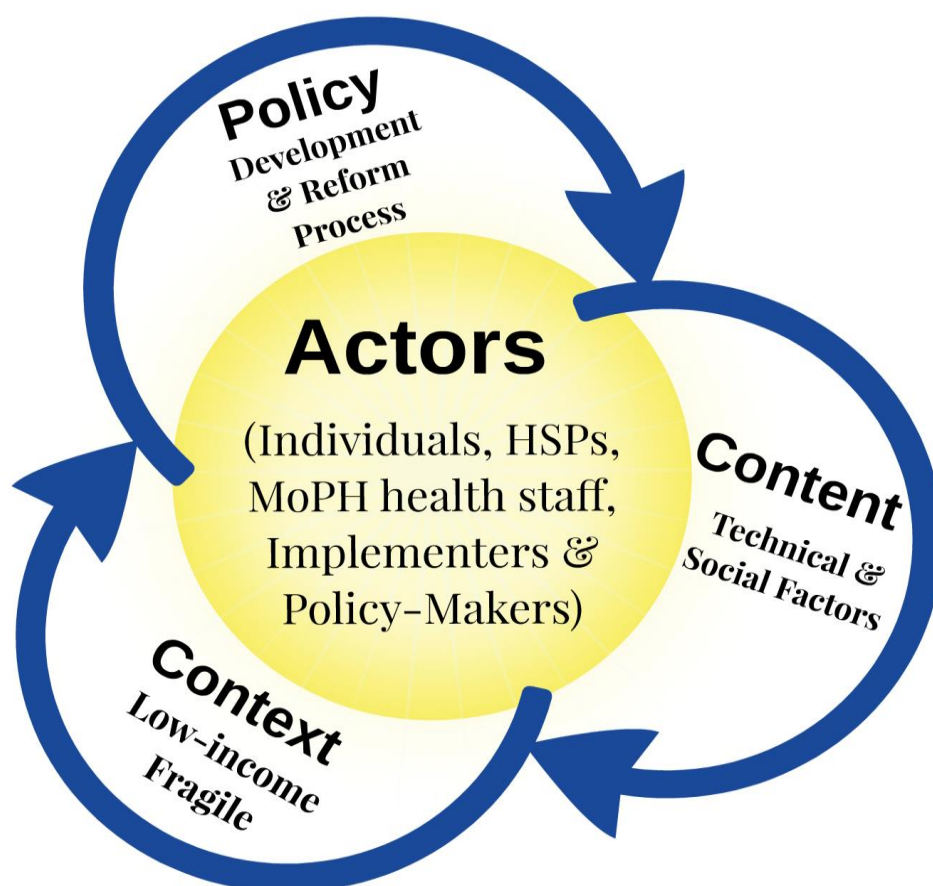 Policy
Development
& Reform
Process
Actors
(Individuals, HSPs,
MoPH health staff,
Implementers &
Policy-Makers)
Content
Technical &
Social Factors
Context
Low-income
Fragile